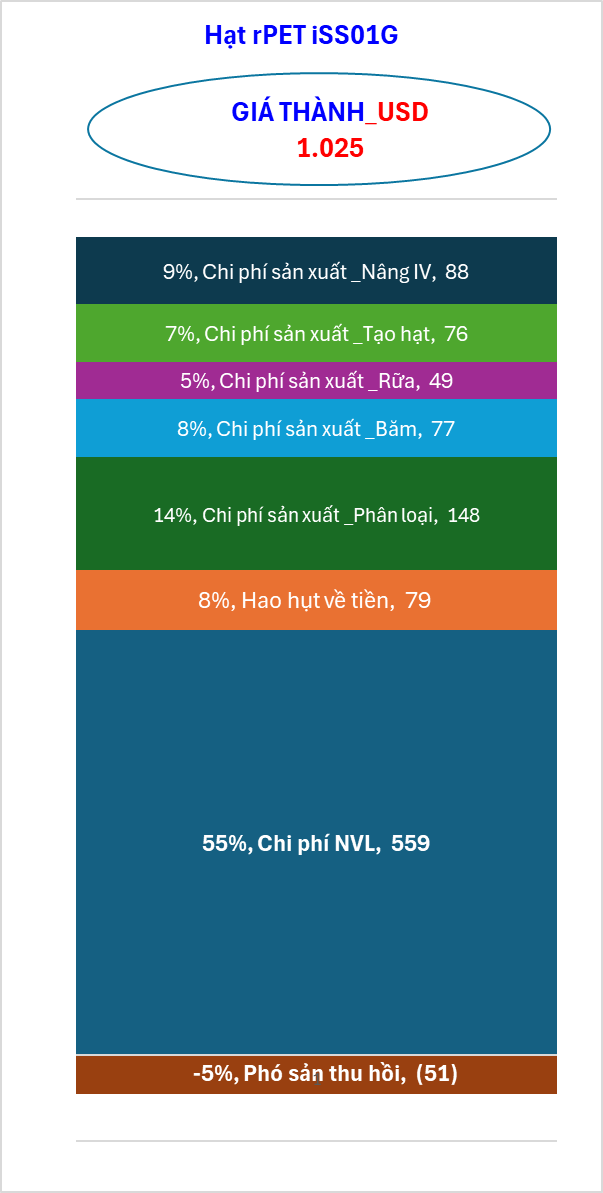 Hạt rPET iSS01G
GIÁ THÀNH_USD
1.025
9%, Chi phí sản xuất _Nâng IV, 88
7%, Chi phí sản xuất _Tạo hạt, 76
5%, Chi phí sản xuất _Rữa, 49
8%, Chi phí sản xuất _Băm, 77
14%, Chi phí sản xuất _Phân loại, 148
8%, Hao hụt về tiền, 79
55%, Chi phí NVL, 559
-5%, Phó sản thu hồi, (51)